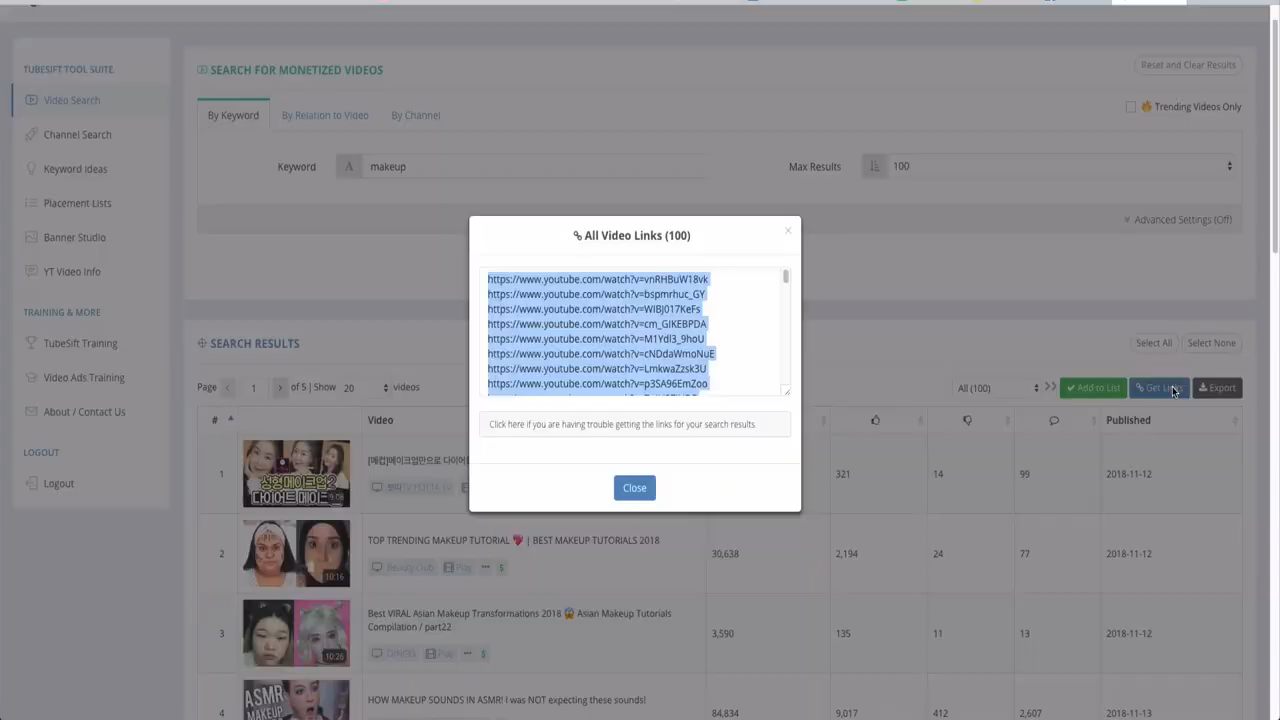 TUBESIFT TOOL SUITE
Video Search
Channel Search
Keyword Ideas
Placement Lists
Banner Studio
YT Video Info
TRAINING & MORE
TubeSift Training
Video Ads Training
About / Contact Us
LOGOUT
Logout
SEARCH FOR MONETIZED VIDEOS
Reset and Clear Results
By Keyword
By Relation to Video
By Channel
🔥 Trending Videos Only
Keyword
makeup
Max Results
100
Advanced Settings (Off)
All Video Links (100)
×
https://www.youtube.com/watch?v=vnRHBuW18vk
https://www.youtube.com/watch?v=bspmrhuc_GY
https://www.youtube.com/watch?v=WIBJ017KeFs
https://www.youtube.com/watch?v=cm_GIKEBPDA
https://www.youtube.com/watch?v=M1Ydl3_9hoU
https://www.youtube.com/watch?v=cNDdaWmoNuE
https://www.youtube.com/watch?v=LmkwaZzsk3U
https://www.youtube.com/watch?v=p3SA96EmZoo
Click here if you are having trouble getting the links for your search results.
Close
SEARCH RESULTS
Select All
Select None
Page 1 of 5 | Show 20 videos
All (100)
Add to List
Get Links
Export
# Video Published
1 321 14 99 2018-11-12
2 TOP TRENDING MAKEUP TUTORIAL 💖 | BEST MAKEUP TUTORIALS 2018 30,638 2,194 24 77 2018-11-12
10:16
Beauty Club
Play
••• $
3 Best VIRAL Asian Makeup Transformations 2018 😱 Asian Makeup Tutorials
Compilation / part22
3,590 135 11 13 2018-11-12
10:26
Play
••• $
4 HOW MAKEUP SOUNDS IN ASMR! I was NOT expecting these sounds!
84,834 9,017 412 2,607 2018-11-13
ASMR
MAKEUP